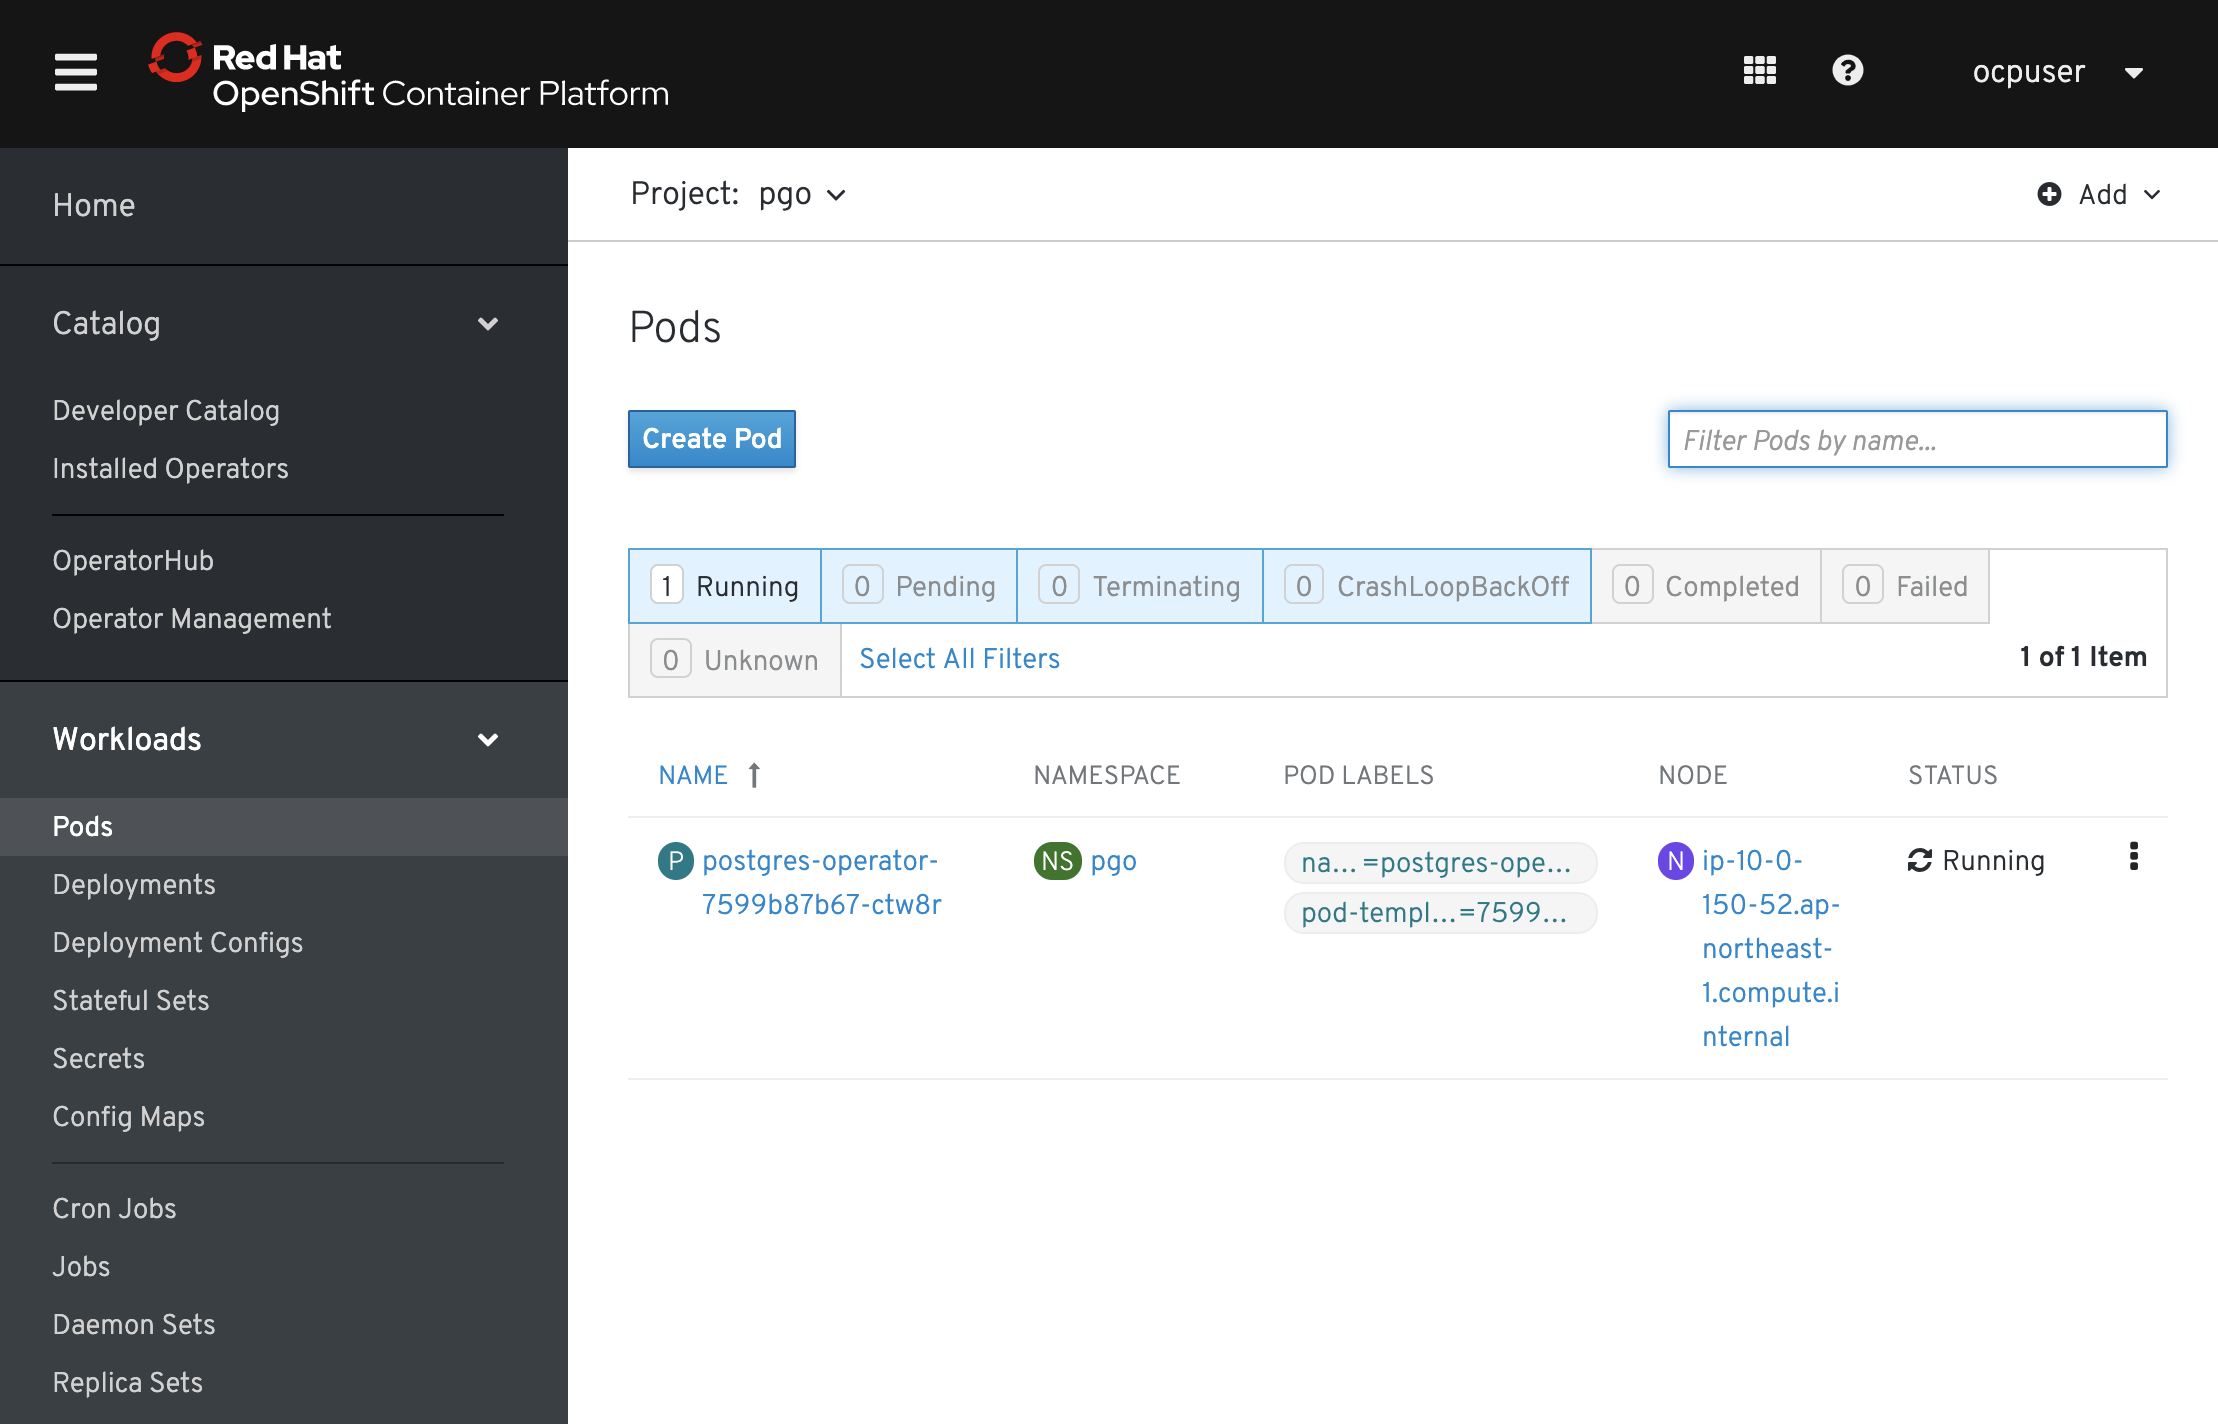 Red Hat
OpenShift Container Platform
ocpuser
Home
Catalog
Developer Catalog
Installed Operators
OperatorHub
Operator Management
Workloads
Pods
Deployments
Deployment Configs
Stateful Sets
Secrets
Config Maps
Cron Jobs
Jobs
Daemon Sets
Replica Sets
Project: pgo
Add
Pods
Create Pod
Filter Pods by name...
1 Running 0 Pending 0 Terminating 0 CrashLoopBackOff 0 Completed 0 Failed
0 Unknown Select All Filters
1 of 1 Item
NAME NAMESPACE POD LABELS NODE STATUS
P postgres-operator-
7599b87b67-ctw8r
NS pgo
na... =postgres-ope...
pod-templ... =7599...
N ip-10-0-
150-52.ap-
northeast-
1.compute.i
nternal
Running